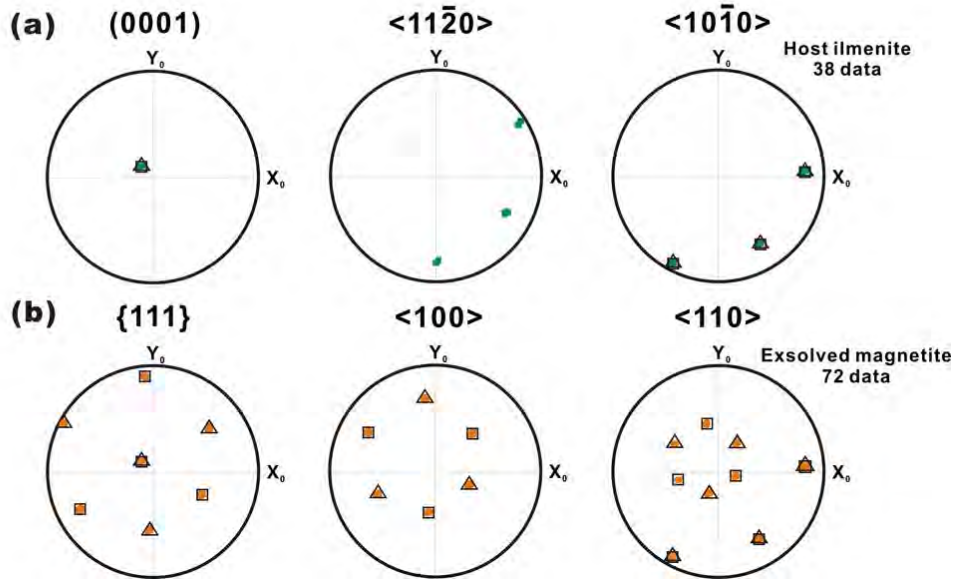 (a) (0001) <112̄0> <101̄0>
Host ilmenite
38 data
Y₀ Y₀ Y₀
X₀ X₀ X₀
(b) {111} <100> <110>
Exsolved magnetite
72 data
Y₀ Y₀ Y₀
X₀ X₀ X₀